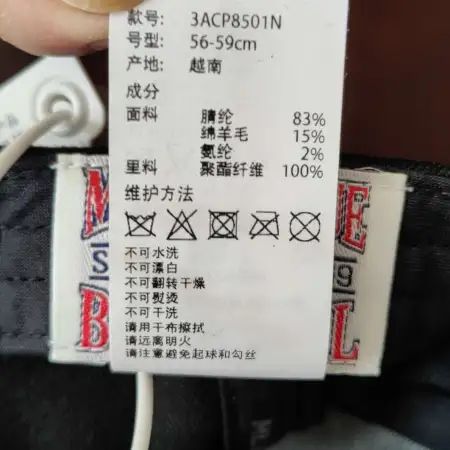 款号： 3ACP8501N
号型： 56-59cm
产地： 越南
成分
面料 腈纶 83%
绵羊毛 15%
氨纶 2%
里料 聚酯纤维 100%
维护方法
不可水洗
不可漂白
不可翻转干燥
不可熨烫
不可干洗
请用干布擦拭
请远离明火
请注意避免起球和勾丝